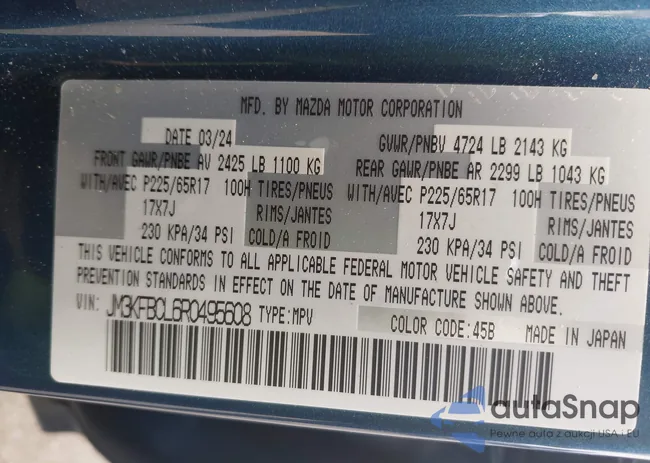 MFD. BY MAZDA MOTOR CORPORATION
DATE 03/24
GVWR/PNBV 4724 LB 2143 KG
FRONT GAWR/PNBE AV 2425 LB 1100 KG
REAR GAWR/PNBE AR 2299 LB 1043 KG
WITH/AVEC P225/65R17 100H TIRES/PNEUS
WITH/AVEC P225/65R17 100H TIRES/PNEUS
17X7J RIMS/JANTES
17X7J RIMS/JANTES
230 KPA/34 PSI COLD/A FROID
230 KPA/34 PSI COLD/A FROID
THIS VEHICLE CONFORMS TO ALL APPLICABLE FEDERAL MOTOR VEHICLE SAFETY AND THEFT
PREVENTION STANDARDS IN EFFECT ON THE DATE OF MANUFACTURE SHOWN ABOVE.
VIN: JM3KFBCL6R0495608 TYPE:MPV
COLOR CODE:45B MADE IN JAPAN
autoSnap
Pewne auta z aukcji USA i EU